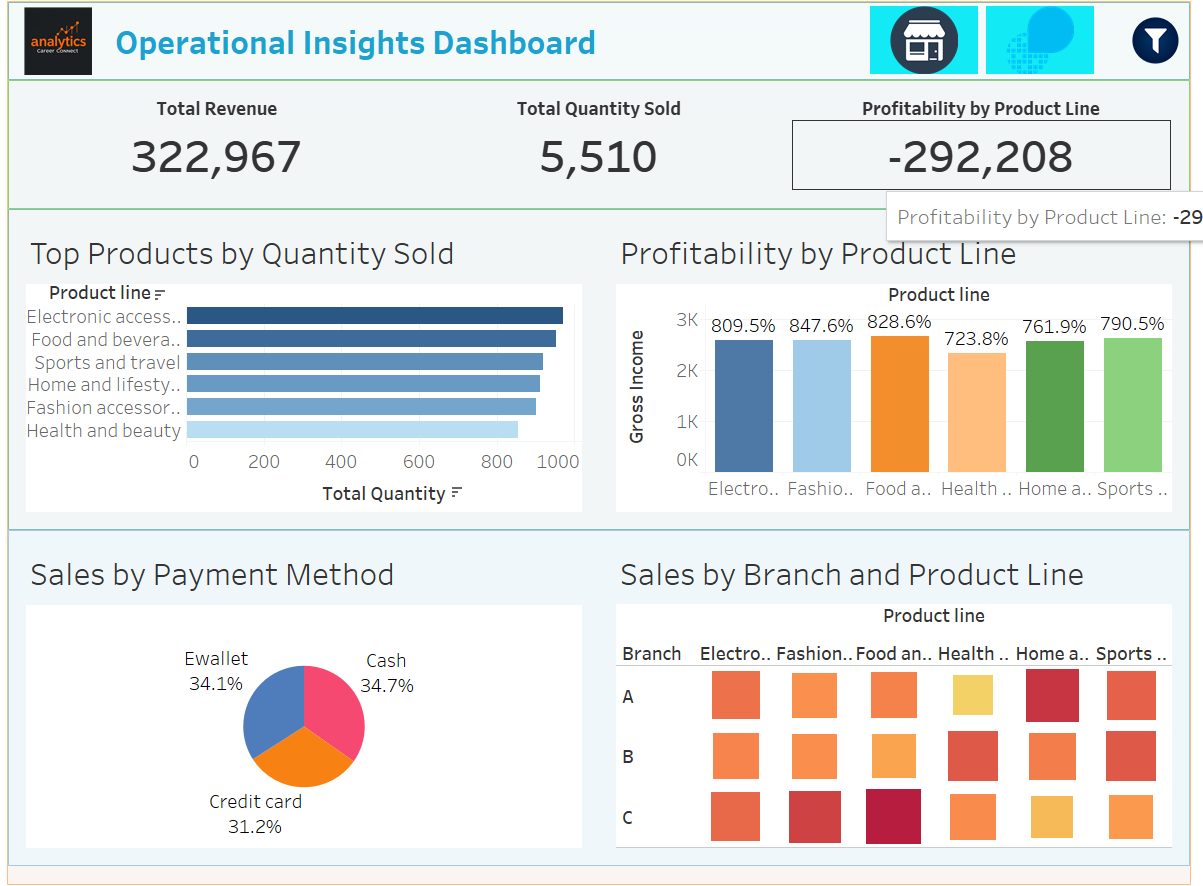 analytics
Career Connect
Operational Insights Dashboard
Total Revenue
Total Quantity Sold
Profitability by Product Line
322,967
5,510
-292,208
Profitability by Product Line: -29
Top Products by Quantity Sold
Product line
Electronic access..
Food and bevera..
Sports and travel
Home and lifesty..
Fashion accessor..
Health and beauty
0 200 400 600 800 1000
Total Quantity
Profitability by Product Line
Product line
Gross Income
3K
2K
1K
0K
809.5% 847.6% 828.6% 723.8% 761.9% 790.5%
Electro.. Fashio.. Food a.. Health .. Home a.. Sports ..
Sales by Payment Method
Ewallet
34.1%
Cash
34.7%
Credit card
31.2%
Sales by Branch and Product Line
Product line
Branch Electro.. Fashion.. Food an.. Health .. Home a.. Sports ..
A
B
C